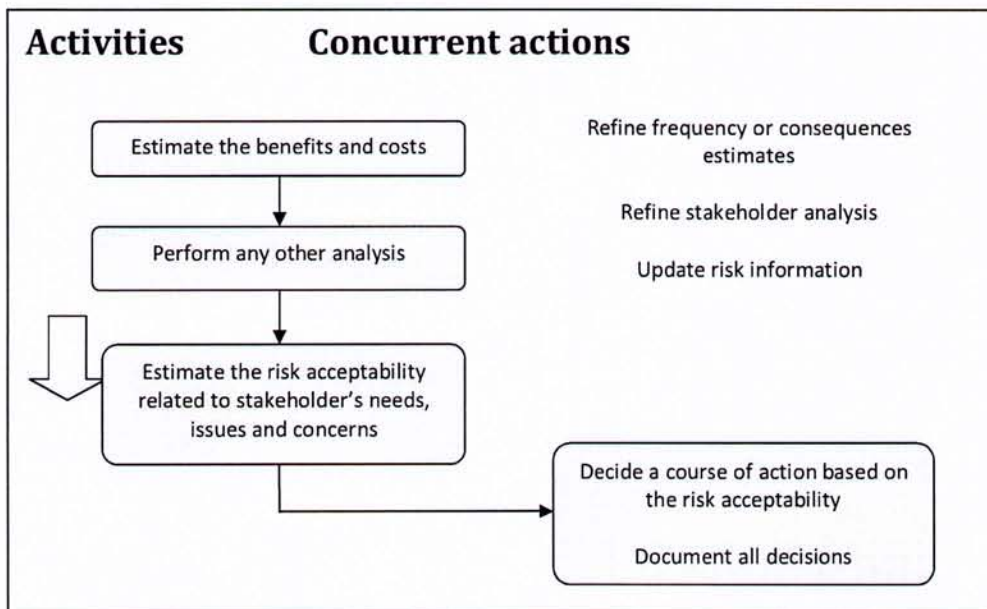 Activities
Concurrent actions
Estimate the benefits and costs
Refine frequency or consequences
estimates
Perform any other analysis
Refine stakeholder analysis
Update risk information
Estimate the risk acceptability
related to stakeholder's needs,
issues and concerns
Decide a course of action based on
the risk acceptability
Document all decisions